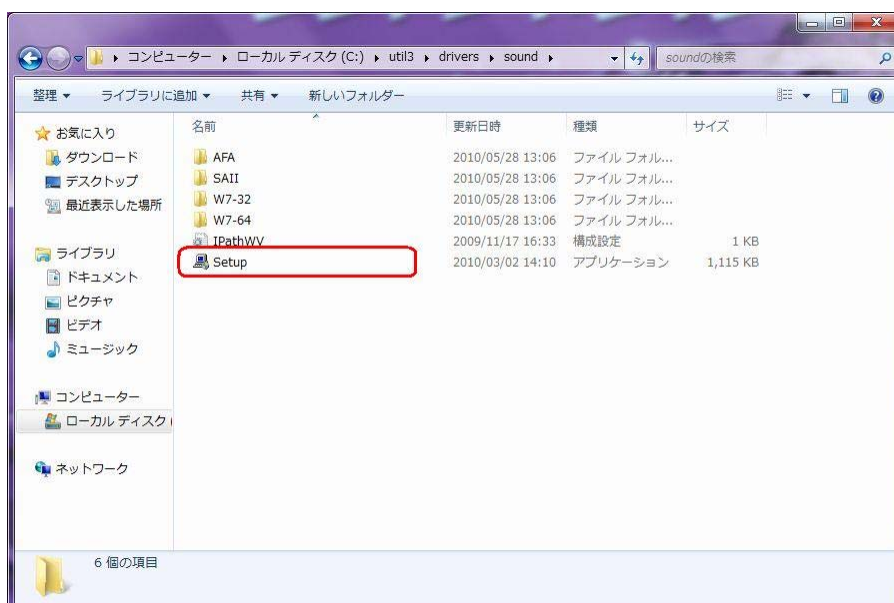 コンピューター ローカル ディスク (C:) util3 drivers sound soundの検索
整理 ライブラリに追加 共有 新しいフォルダー
名前 更新日時 種類 サイズ
お気に入り
ダウンロード
デスクトップ
最近表示した場所
ライブラリ
ドキュメント
ピクチャ
ビデオ
ミュージック
コンピューター
ローカル ディスク (
ネットワーク
AFA 2010/05/28 13:06 ファイル フォル...
SAII 2010/05/28 13:06 ファイル フォル...
W7-32 2010/05/28 13:06 ファイル フォル...
W7-64 2010/05/28 13:06 ファイル フォル...
IPathWV 2009/11/17 16:33 構成設定 1 KB
Setup 2010/03/02 14:10 アプリケーション 1,115 KB
6 個の項目